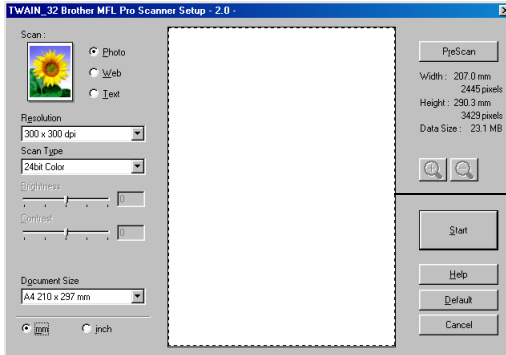 TWAIN_32 Brother MFL Pro Scanner Setup - 2.0 -
Scan :
Photo
Web
Text
Resolution
300 x 300 dpi
Scan Type
24bit Color
Brightness
0
Contrast
0
Document Size
A4 210 x 297 mm
mm
inch
PreScan
Width : 207.0 mm
2445 pixels
Height : 290.3 mm
3429 pixels
Data Size : 23.1 MB
Start
Help
Default
Cancel